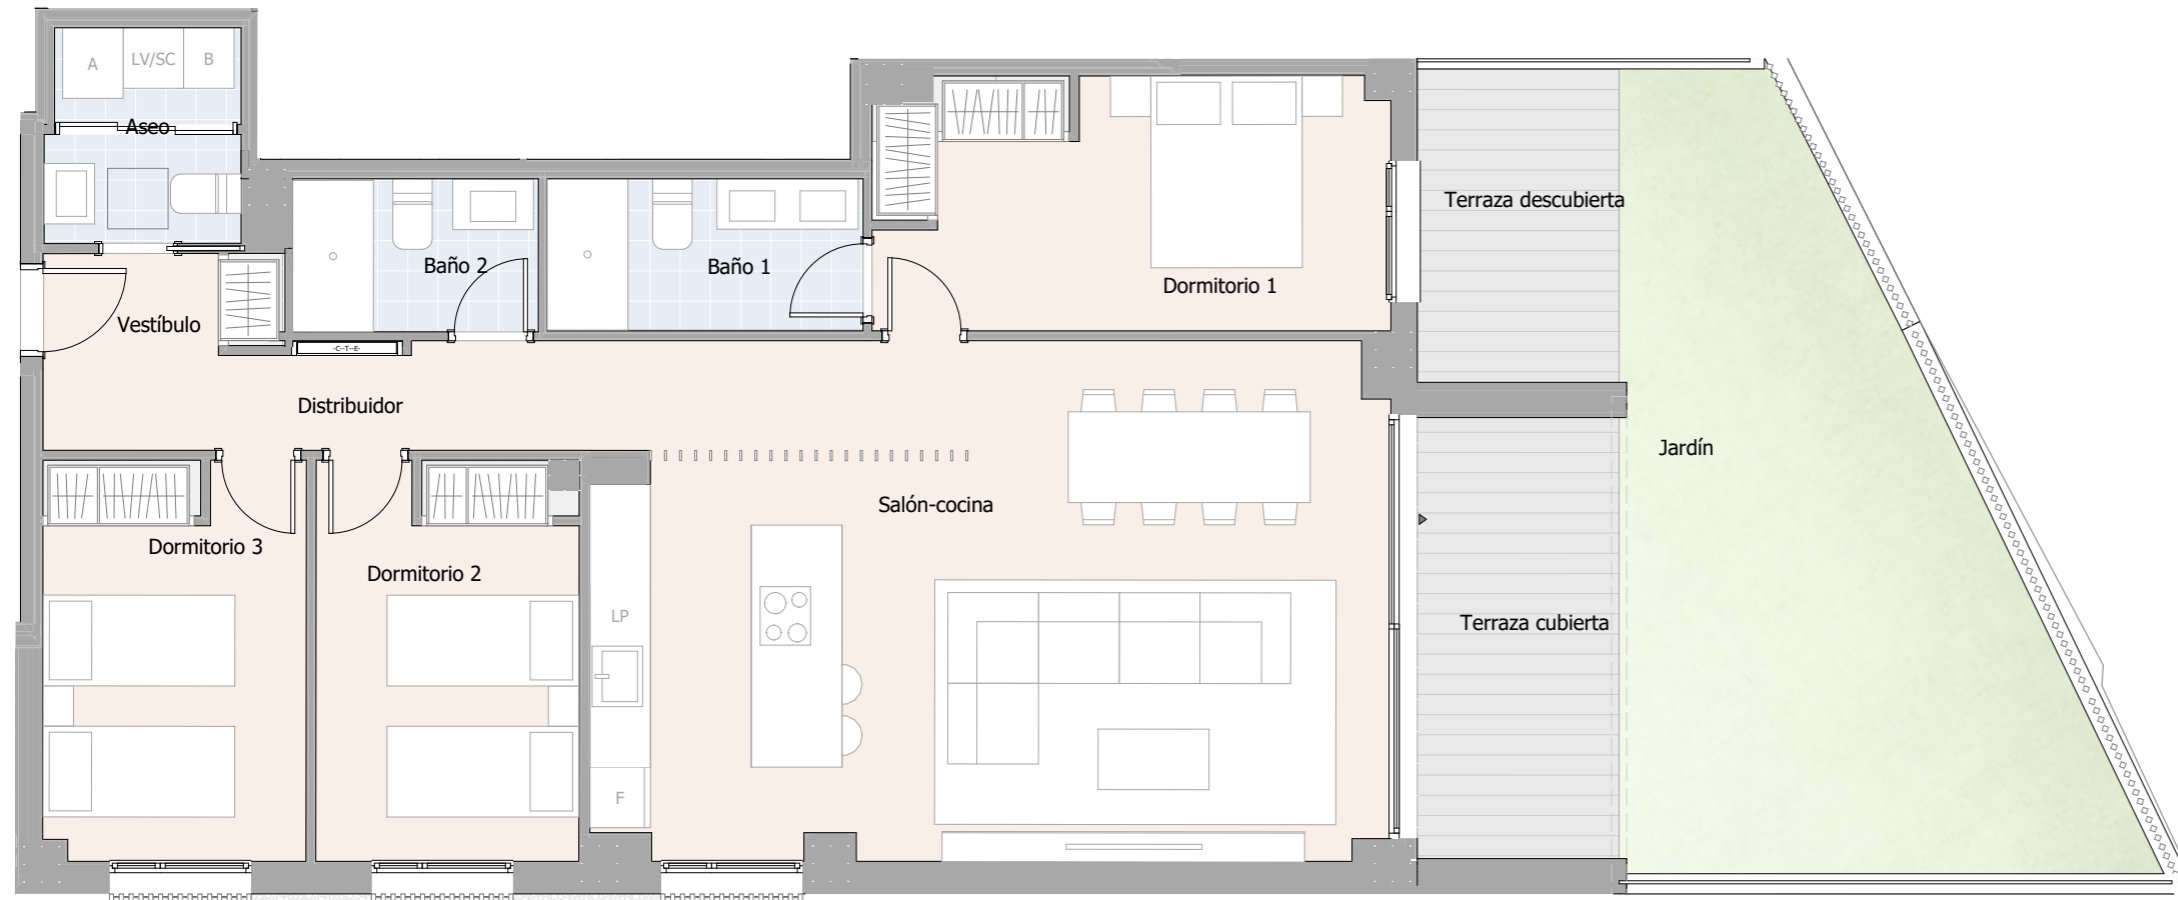 A
LV/SC
B
Aseo
Terraza descubierta
Baño 2
Baño 1
Dormitorio 1
Vestíbulo
-C--T--E-
Distribuidor
Jardín
Salón-cocina
Dormitorio 3
Dormitorio 2
LP
Terraza cubierta
F